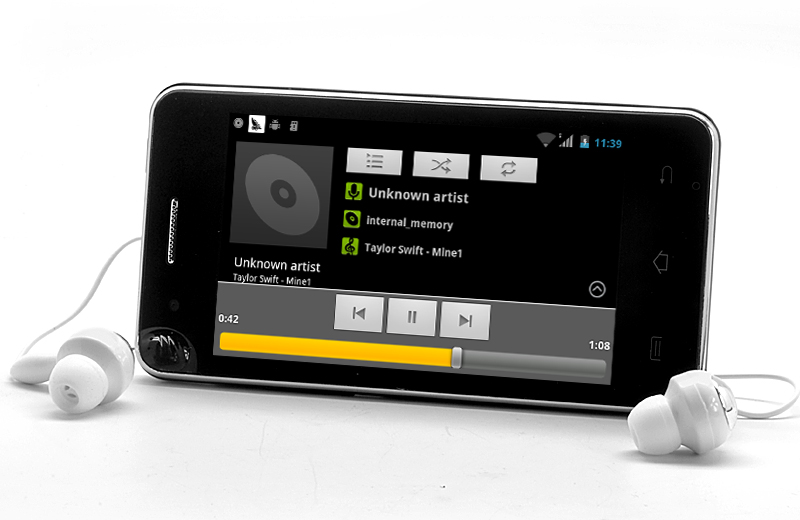 11:39
Unknown artist
internal_memory
Taylor Swift - Mine1
Unknown artist
Taylor Swift - Mine1
0:42
1:08